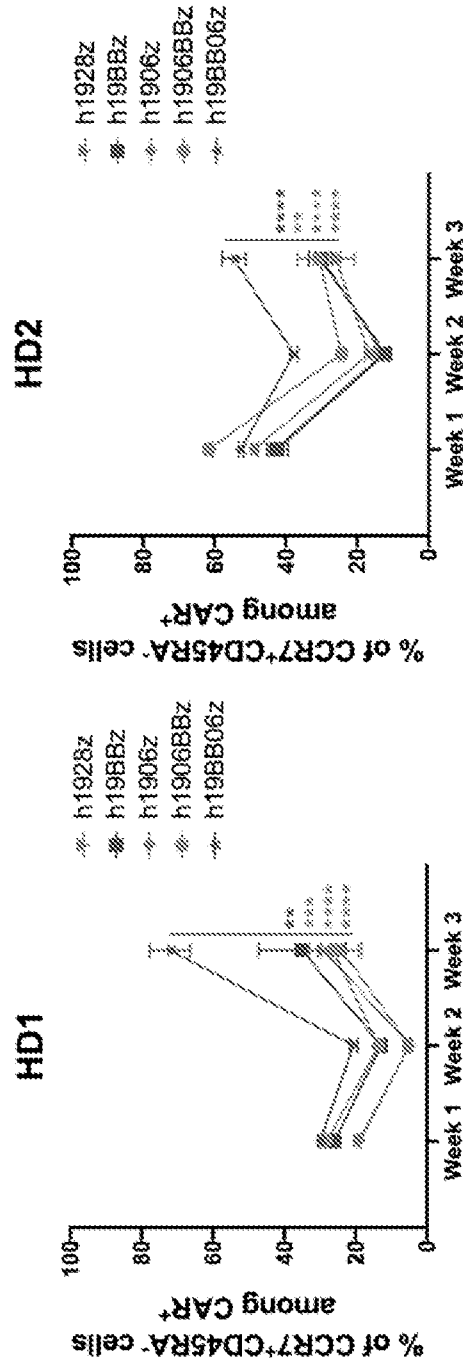 HD1
% of CCR7+CD45RA- cells
among CAR+
100
80
60
40
20
0
Week 1
Week 2
Week 3
**
***
****
****
h1928z
h19BBz
h1906z
h1906BBz
h19BB06z
HD2
% of CCR7+CD45RA- cells
among CAR+
100
80
60
40
20
0
Week 1
Week 2
Week 3
****
**
****
****
h1928z
h19BBz
h1906z
h1906BBz
h19BB06z